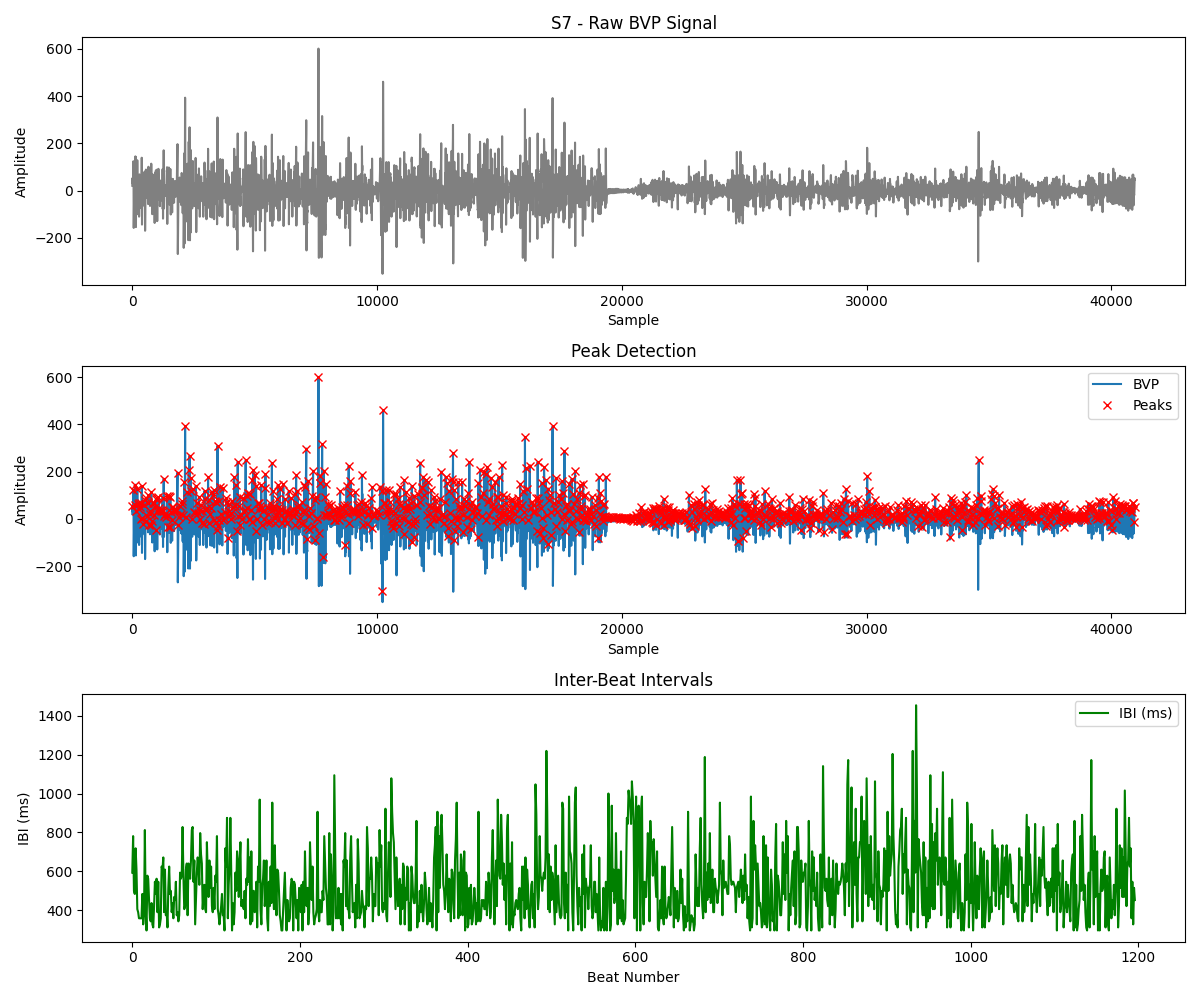 S7 - Raw BVP Signal
600
400
200
0
−200
Amplitude
0 10000 20000 30000 40000
Sample
Peak Detection
600
400
200
0
−200
Amplitude
BVP
Peaks
0 10000 20000 30000 40000
Sample
Inter-Beat Intervals
1400
1200
1000
800
600
400
IBI (ms)
IBI (ms)
0 200 400 600 800 1000 1200
Beat Number